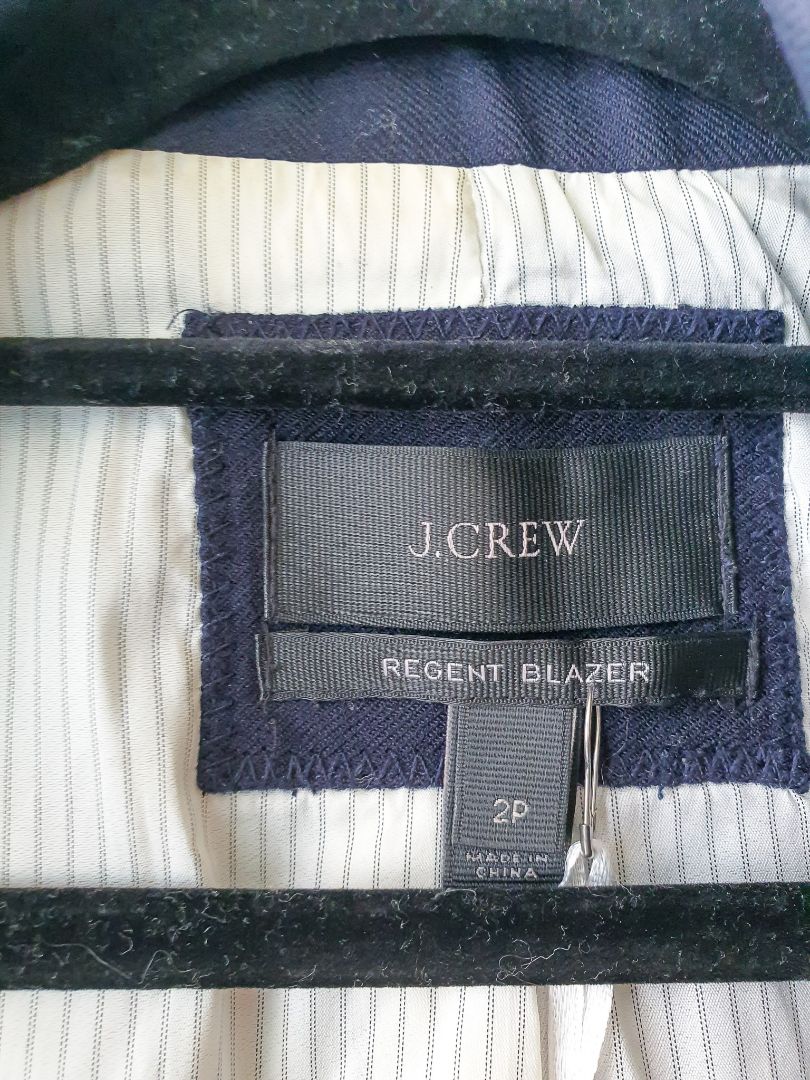 J.CREW
REGENT BLAZER
2P
MADE IN
CHINA